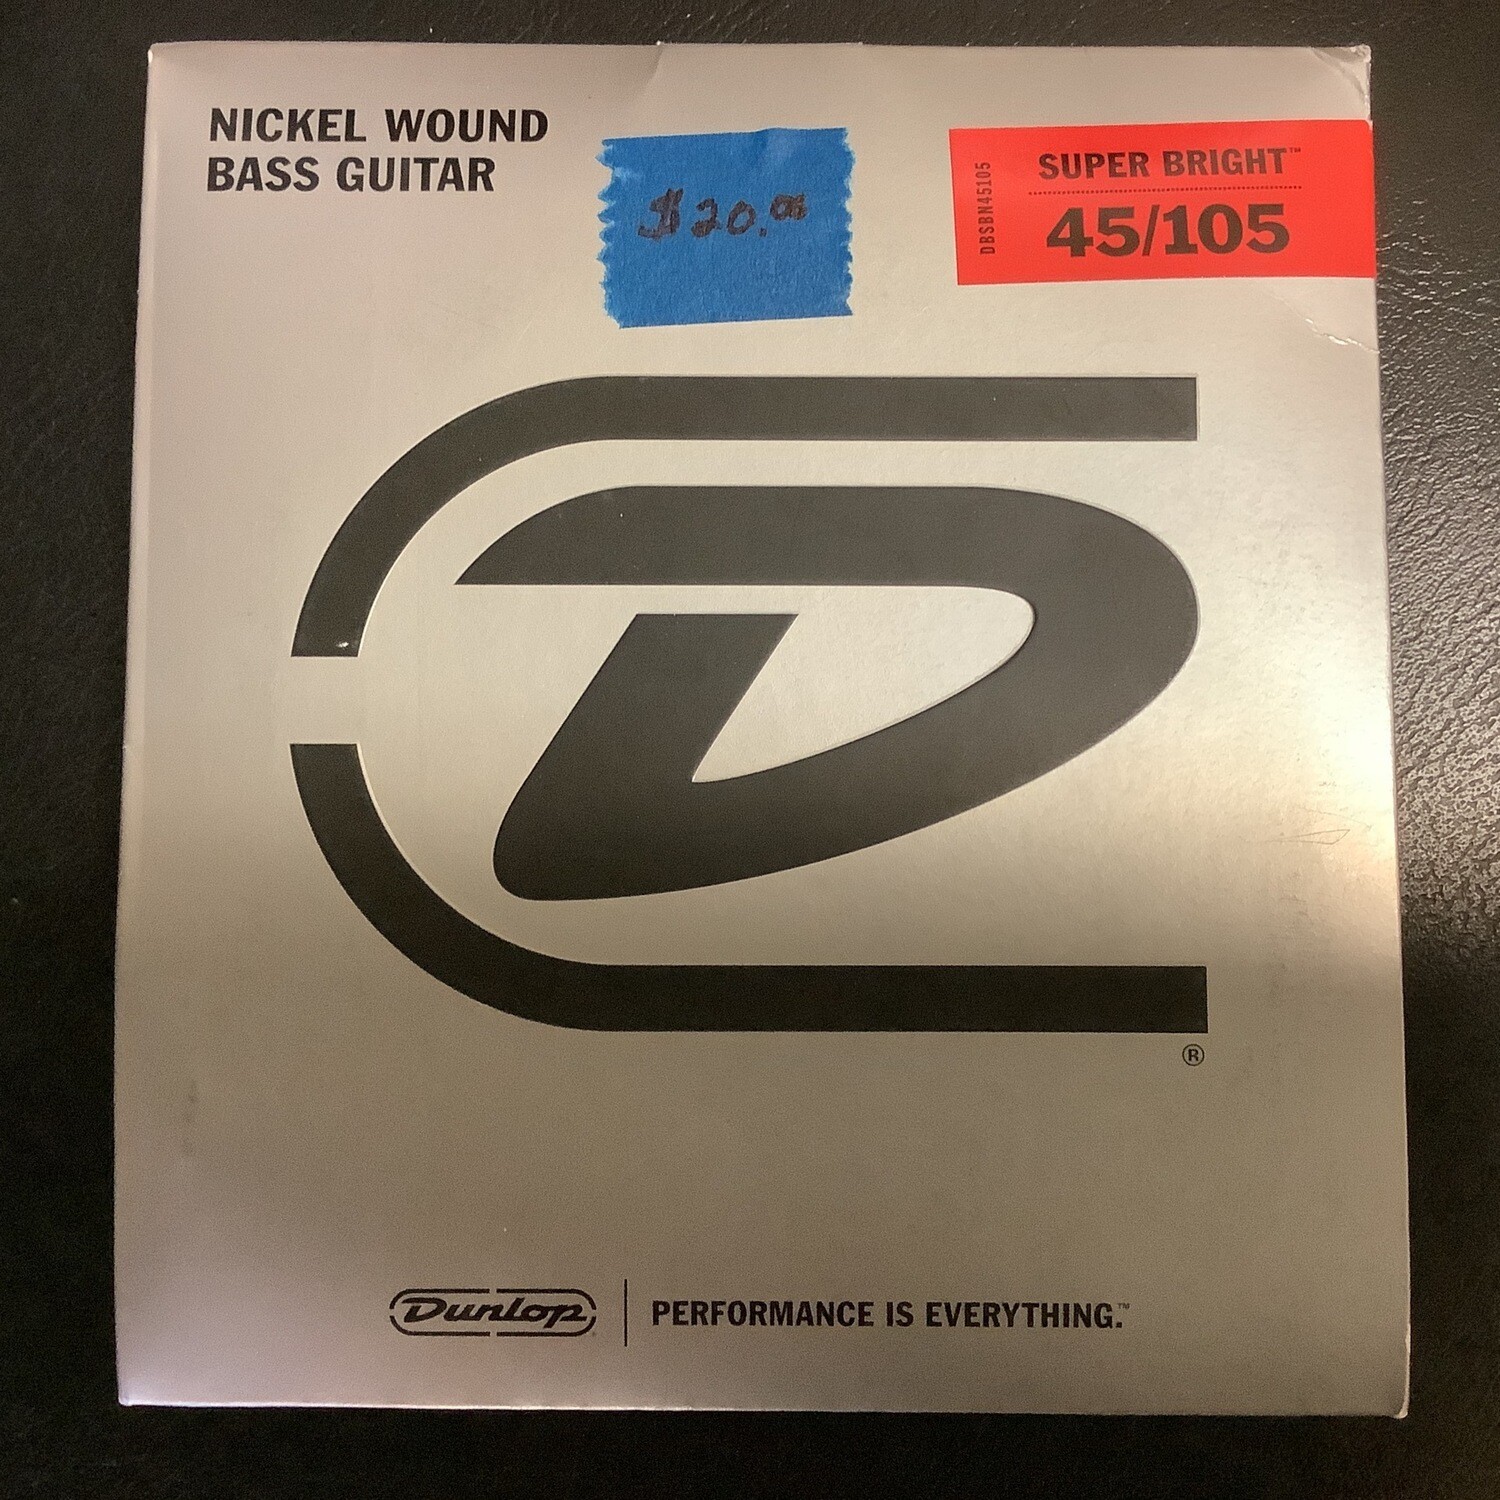 NICKEL WOUND
BASS GUITAR
$20.00
DBSBN45105
SUPER BRIGHT™
45/105
D
®
Dunlop
PERFORMANCE IS EVERYTHING.™